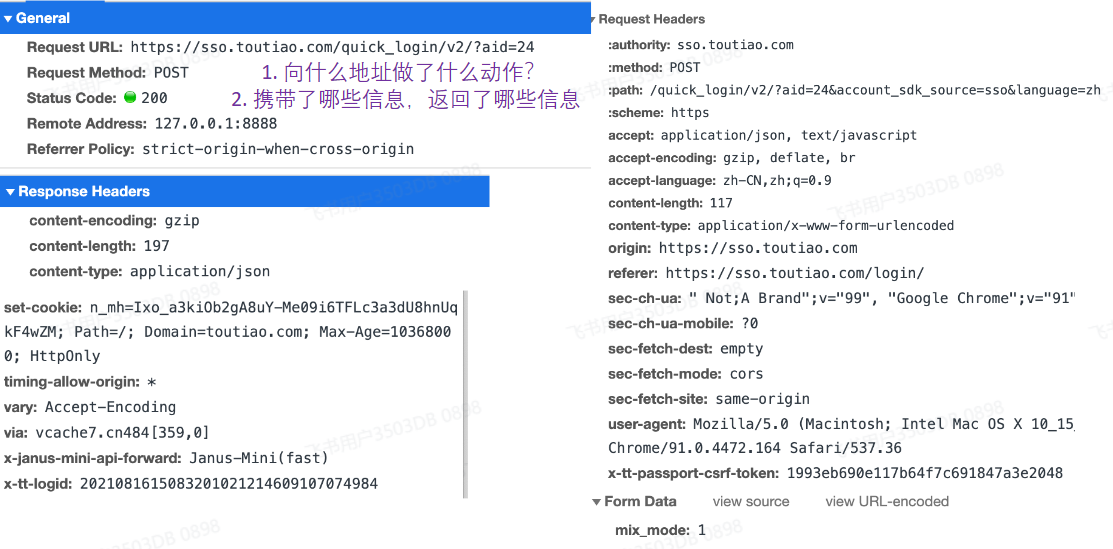 General
Request URL: https://sso.toutiao.com/quick_login/v2/?aid=24
Request Method: POST
1. 向什么地址做了什么动作?
Status Code: 200
2. 携带了哪些信息，返回了哪些信息
Remote Address: 127.0.0.1:8888
Referrer Policy: strict-origin-when-cross-origin
Response Headers
content-encoding: gzip
content-length: 197
content-type: application/json
set-cookie: n_mh=Ixo_a3kiOb2gA8uY-Me09i6TFLc3a3dU8hnUq
kF4wZM; Path=/; Domain=toutiao.com; Max-Age=1036800
0; HttpOnly
timing-allow-origin: *
vary: Accept-Encoding
via: vcache7.cn484[359,0]
x-janus-mini-api-forward: Janus-Mini(fast)
x-tt-logid: 2021081615083201021214609107074984
Request Headers
:authority: sso.toutiao.com
:method: POST
:path: /quick_login/v2/?aid=24&account_sdk_source=sso&language=zh
:scheme: https
accept: application/json, text/javascript
accept-encoding: gzip, deflate, br
accept-language: zh-CN,zh;q=0.9
content-length: 117
content-type: application/x-www-form-urlencoded
origin: https://sso.toutiao.com
referer: https://sso.toutiao.com/login/
sec-ch-ua: " Not;A Brand";v="99", "Google Chrome";v="91"
sec-ch-ua-mobile: ?0
sec-fetch-dest: empty
sec-fetch-mode: cors
sec-fetch-site: same-origin
user-agent: Mozilla/5.0 (Macintosh; Intel Mac OS X 10_15
Chrome/91.0.4472.164 Safari/537.36
x-tt-passport-csrf-token: 1993eb690e117b64f7c691847a3e2048
Form Data view source view URL-encoded
mix_mode: 1
飞书用户3503DB 0898